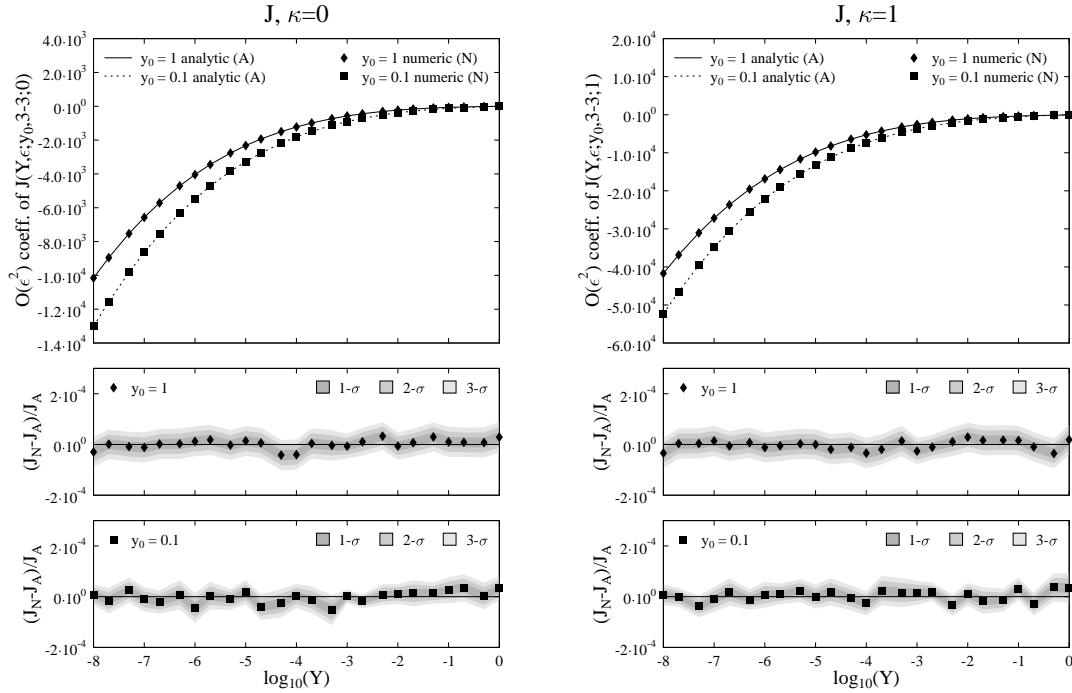 J, κ=0
4.0·10³
2.0·10³
0.0·10⁰
-2.0·10³
-4.0·10³
-6.0·10³
-8.0·10³
-1.0·10⁴
-1.2·10⁴
-1.4·10⁴
O(ϵ²) coeff. of J(Y,ϵ;y₀,3-3;0)
y₀ = 1 analytic (A)
y₀ = 0.1 analytic (A)
y₀ = 1 numeric (N)
y₀ = 0.1 numeric (N)
2·10⁻⁴
0·10⁰
-2·10⁻⁴
(J_N-J_A)/J_A
y₀ = 1
1-σ 2-σ 3-σ
2·10⁻⁴
0·10⁰
-2·10⁻⁴
(J_N-J_A)/J_A
y₀ = 0.1
1-σ 2-σ 3-σ
-8 -7 -6 -5 -4 -3 -2 -1 0
log₁₀(Y)
J, κ=1
2.0·10⁴
1.0·10⁴
0.0·10⁰
-1.0·10⁴
-2.0·10⁴
-3.0·10⁴
-4.0·10⁴
-5.0·10⁴
-6.0·10⁴
O(ϵ²) coeff. of J(Y,ϵ;y₀,3-3;1)
y₀ = 1 analytic (A)
y₀ = 0.1 analytic (A)
y₀ = 1 numeric (N)
y₀ = 0.1 numeric (N)
2·10⁻⁴
0·10⁰
-2·10⁻⁴
(J_N-J_A)/J_A
y₀ = 1
1-σ 2-σ 3-σ
2·10⁻⁴
0·10⁰
-2·10⁻⁴
(J_N-J_A)/J_A
y₀ = 0.1
1-σ 2-σ 3-σ
-8 -7 -6 -5 -4 -3 -2 -1 0
log₁₀(Y)